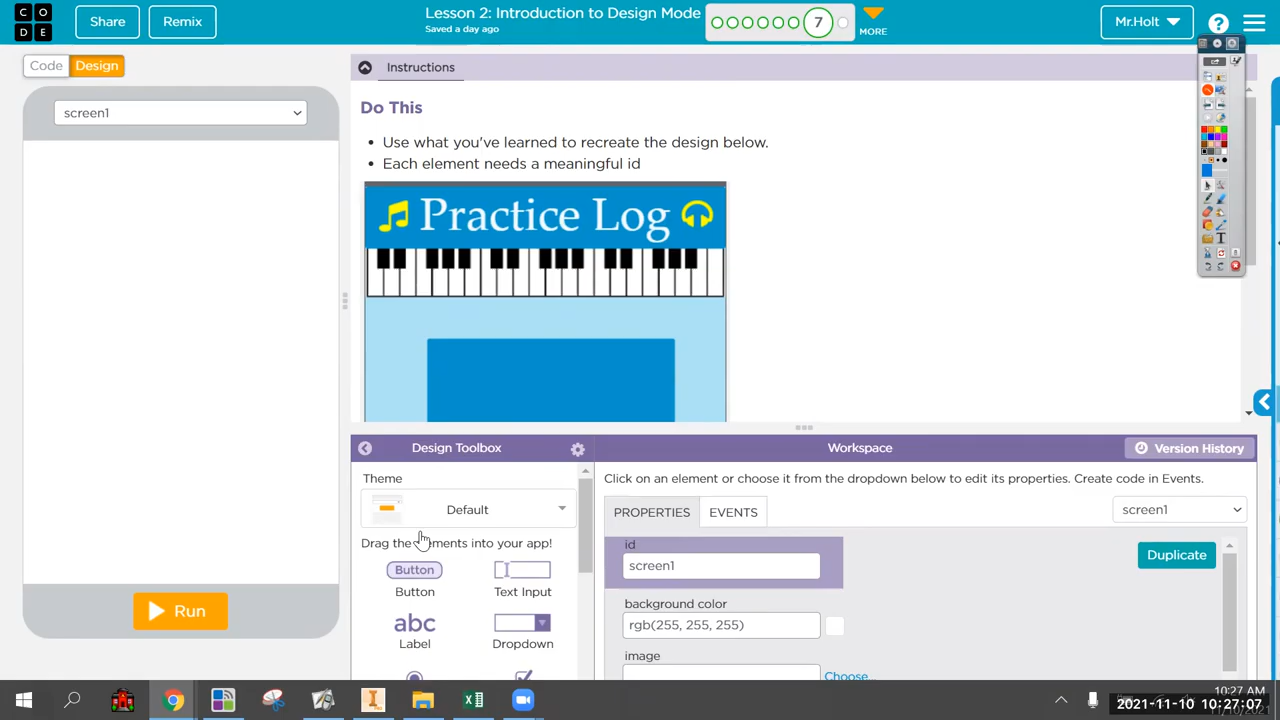 C O
D E
Share
Remix
Lesson 2: Introduction to Design Mode
Saved a day ago
7
MORE
Mr.Holt
?
Code
Design
screen1
Instructions
Do This
Use what you've learned to recreate the design below.
Each element needs a meaningful id
Practice Log
Design Toolbox
Workspace
Version History
Theme
Default
Click on an element or choose it from the dropdown below to edit its properties. Create code in Events.
PROPERTIES
EVENTS
screen1
Drag the elements into your app!
id
screen1
Duplicate
Button
Button
Text Input
background color
rgb(255, 255, 255)
abc
Label
Dropdown
image
Choose...
Run
10:27 AM
2021-11-10 10:27:07